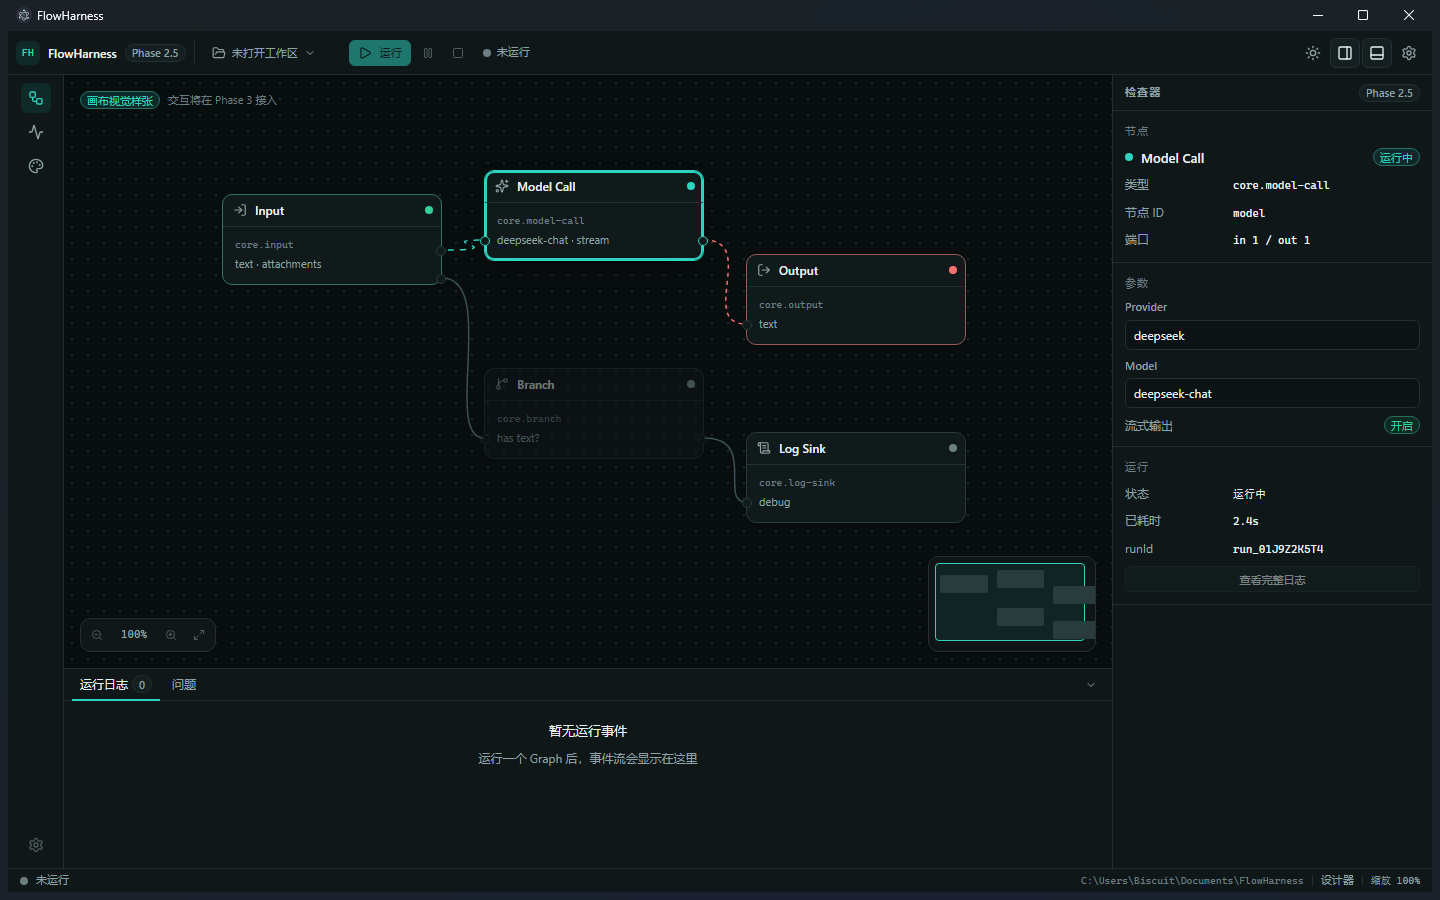 FlowHarness
FH FlowHarness Phase 2.5 未打开工作区 运行 未运行
画布视觉样张 交互将在 Phase 3 接入
Input
core.input
text · attachments
Model Call
core.model-call
deepseek-chat · stream
Output
core.output
text
Branch
core.branch
has text?
Log Sink
core.log-sink
debug
100%
运行日志 0 问题
暂无运行事件
运行一个 Graph 后，事件流会显示在这里
检查器 Phase 2.5
节点
Model Call 运行中
类型 core.model-call
节点 ID model
端口 in 1 / out 1
参数
Provider
deepseek
Model
deepseek-chat
流式输出 开启
运行
状态 运行中
已耗时 2.4s
runId run_01J9Z2K5T4
查看完整日志
未运行 C:\Users\Biscuit\Documents\FlowHarness 设计器 缩放 100%